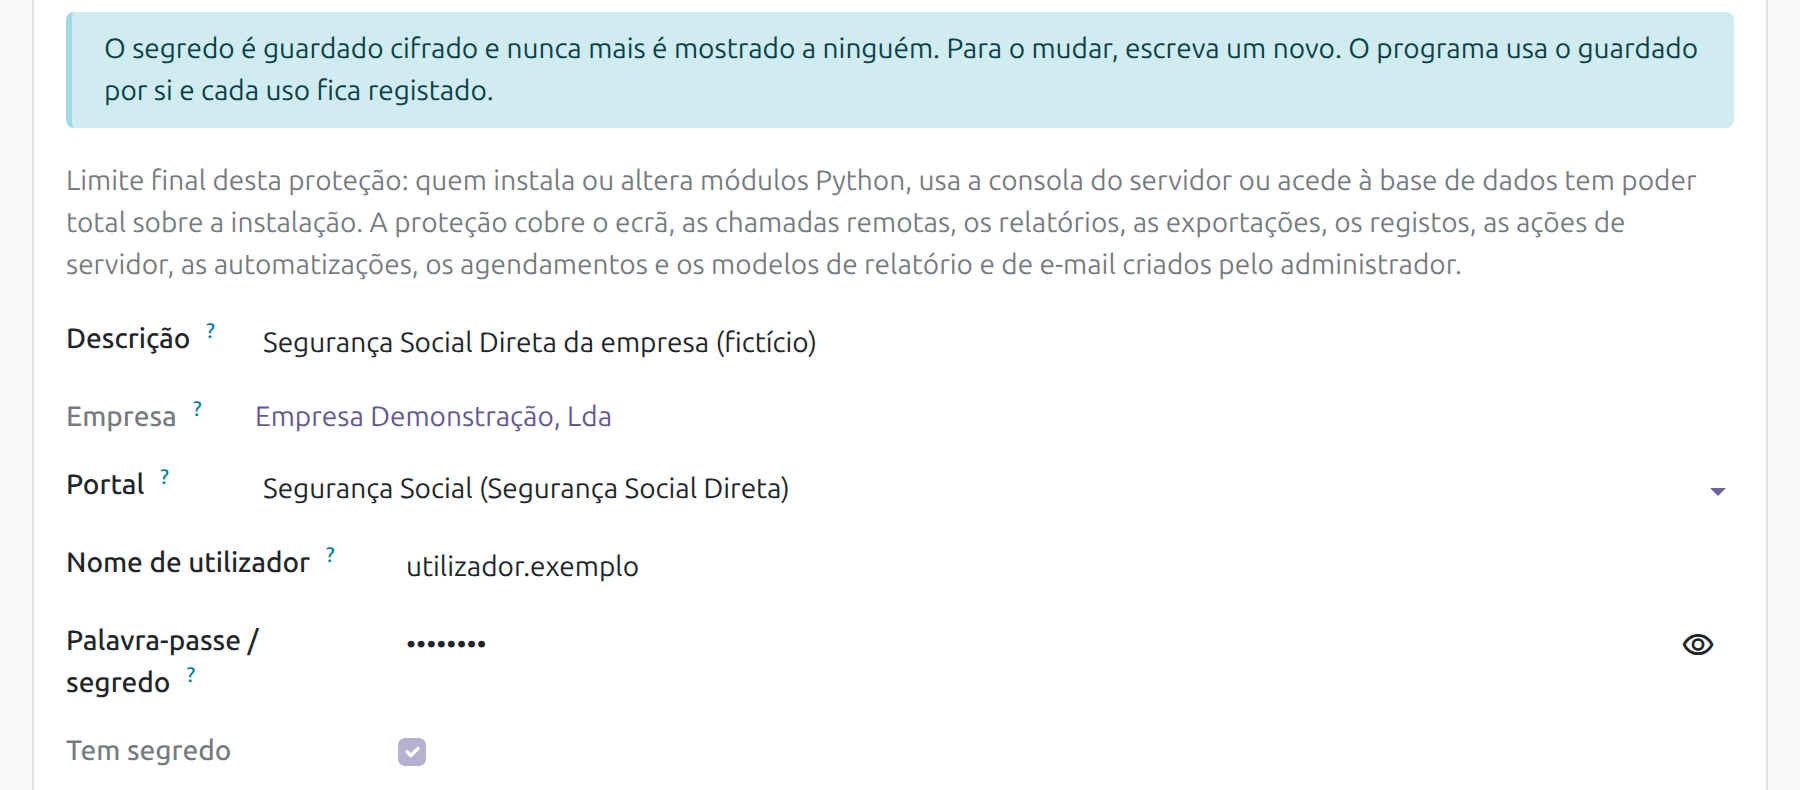 O segredo é guardado cifrado e nunca mais é mostrado a ninguém. Para o mudar, escreva um novo. O programa usa o guardado
por si e cada uso fica registado.
Limite final desta proteção: quem instala ou altera módulos Python, usa a consola do servidor ou acede à base de dados tem poder
total sobre a instalação. A proteção cobre o ecrã, as chamadas remotas, os relatórios, as exportações, os registos, as ações de
servidor, as automatizações, os agendamentos e os modelos de relatório e de e-mail criados pelo administrador.
Descrição ? Segurança Social Direta da empresa (fictício)
Empresa ? Empresa Demonstração, Lda
Portal ? Segurança Social (Segurança Social Direta)
Nome de utilizador ? utilizador.exemplo
Palavra-passe / ••••••••
segredo ?
Tem segredo